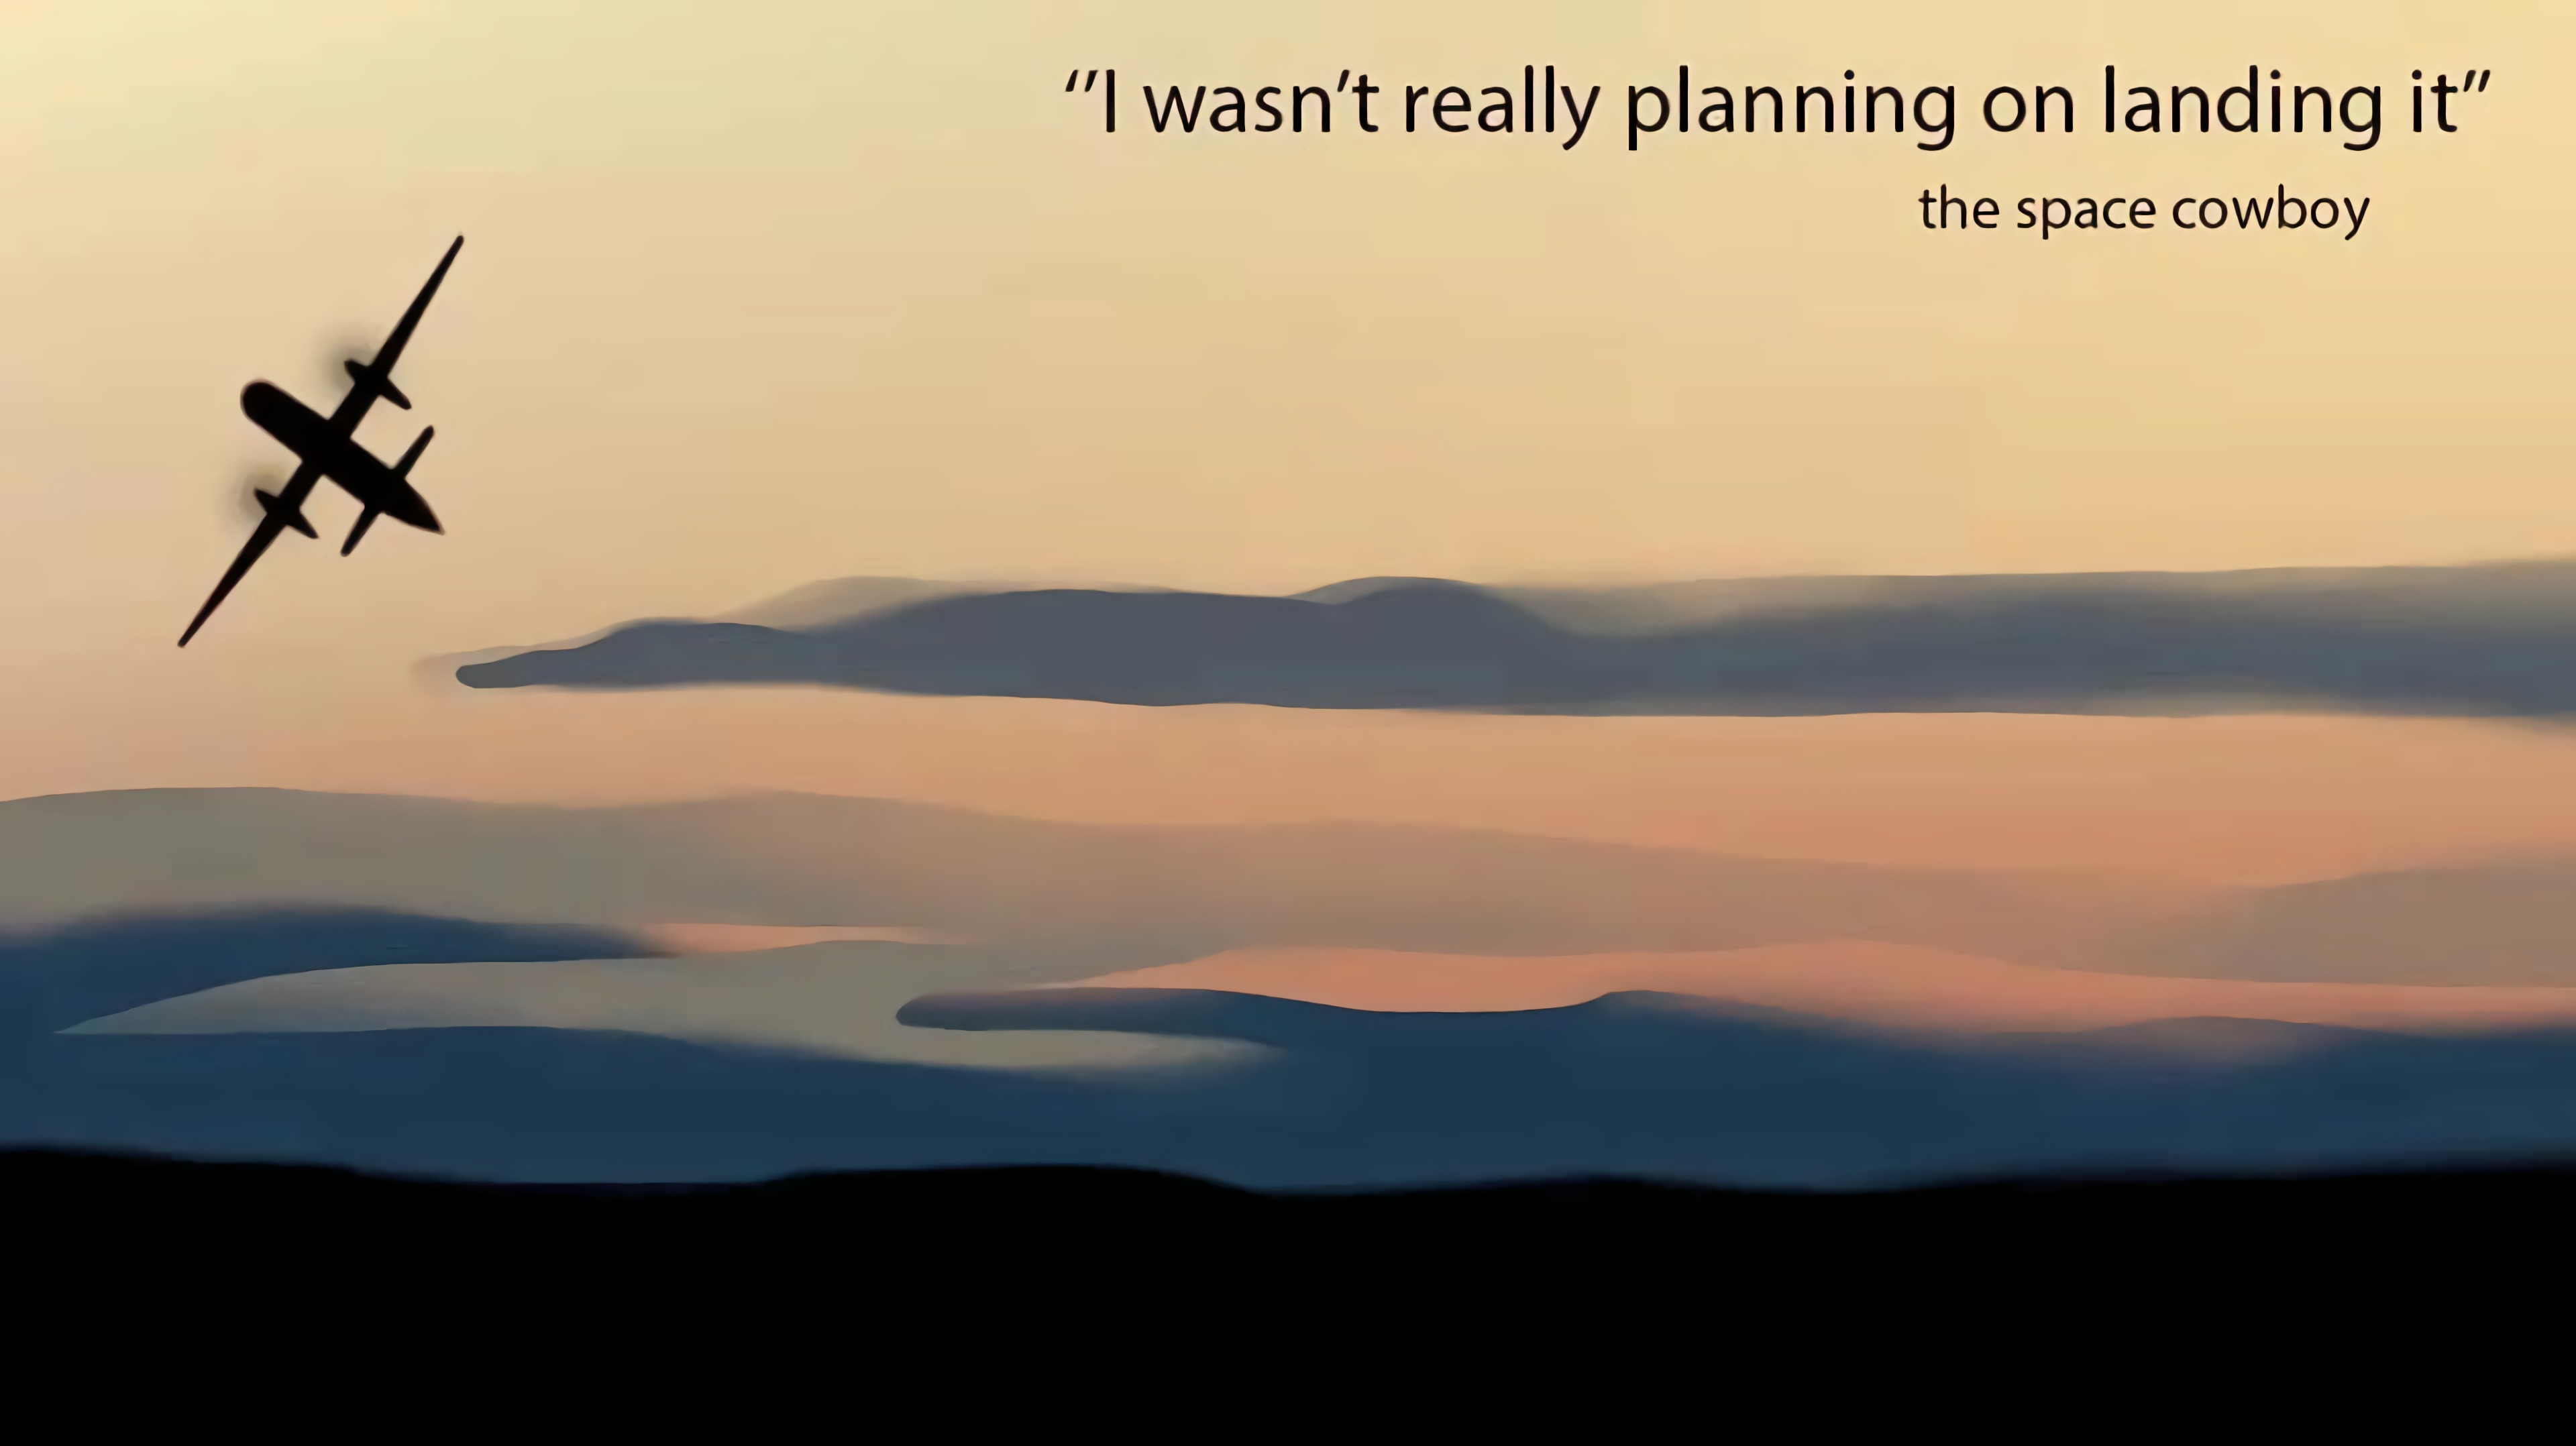 “I wasn’t really planning on landing it”
the space cowboy